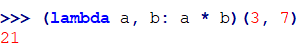 >>> (lambda a, b: a * b)(3, 7)
21